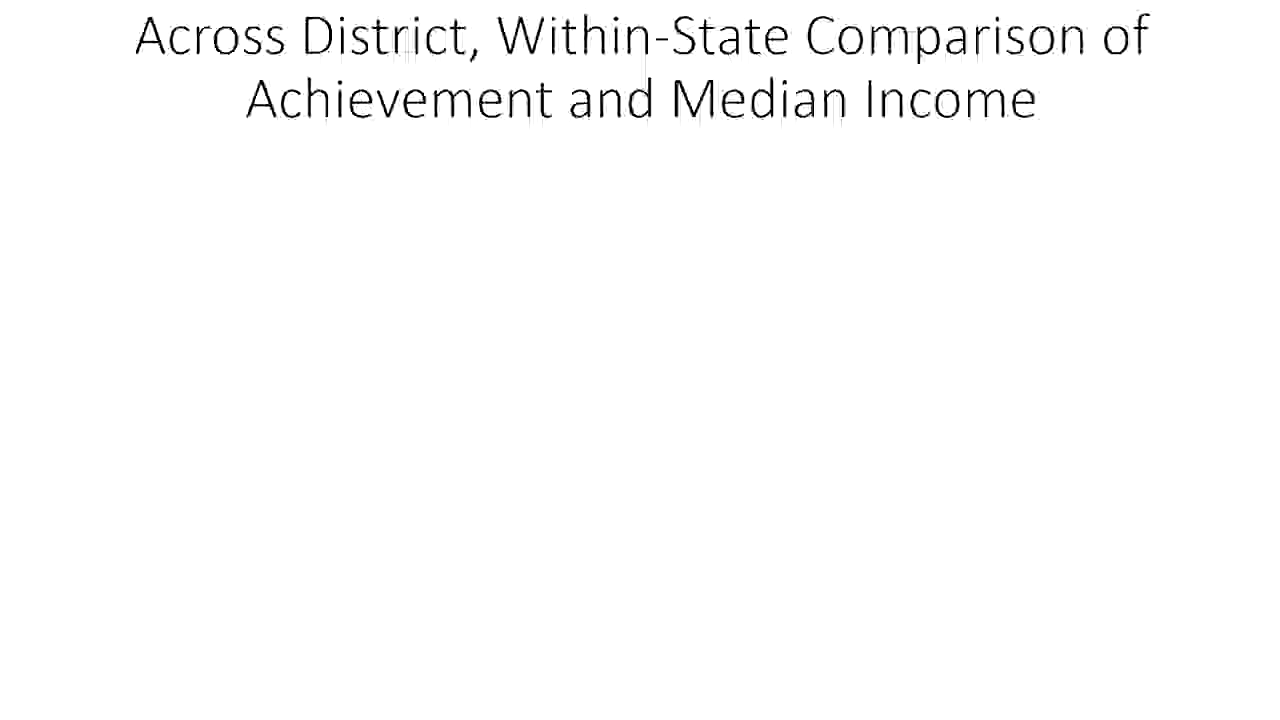 Across District, Within-State Comparison of
Achievement and Median Income